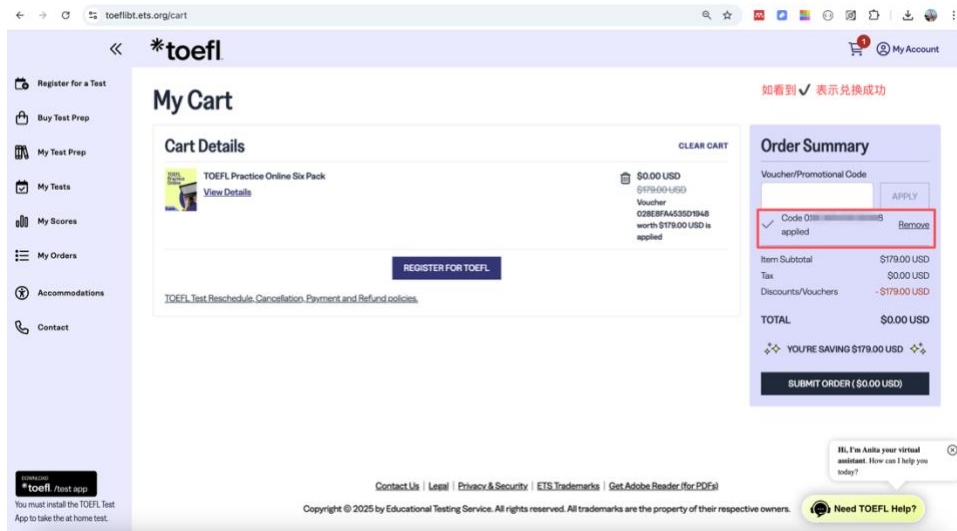 toeflibt.ets.org/cart
*toefl
1
My Account
Register for a Test
Buy Test Prep
My Test Prep
My Tests
My Scores
My Orders
Accommodations
Contact
My Cart
如看到✔ 表示兑换成功
Cart Details
CLEAR CART
TOEFL Practice Online Six Pack
View Details
$0.00 USD
$179.00 USD
Voucher
028E8FA4535D1948
worth $179.00 USD is
applied
REGISTER FOR TOEFL
TOEFL Test Reschedule, Cancellation, Payment and Refund policies.
Order Summary
Voucher/Promotional Code
APPLY
Code
applied
Remove
Item Subtotal $179.00 USD
Tax $0.00 USD
Discounts/Vouchers - $179.00 USD
TOTAL $0.00 USD
YOU'RE SAVING $179.00 USD
SUBMIT ORDER ( $0.00 USD)
Hi, I'm Anita your virtual
assistant. How can I help you
today?
Need TOEFL Help?
DOWNLOAD
*toefl. /test app
You must install the TOEFL Test
App to take the at home test.
Contact Us | Legal | Privacy & Security | ETS Trademarks | Get Adobe Reader (for PDFs)
Copyright © 2025 by Educational Testing Service. All rights reserved. All trademarks are the property of their respective owners.